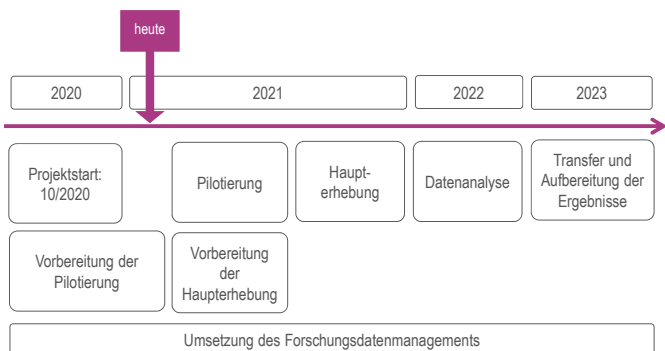 heute
2020
2021
2022
2023
Projektstart:
10/2020
Pilotierung
Haupt-
erhebung
Datenanalyse
Transfer und
Aufbereitung der
Ergebnisse
Vorbereitung der
Pilotierung
Vorbereitung
der
Haupterhebung
Umsetzung des Forschungsdatenmanagements